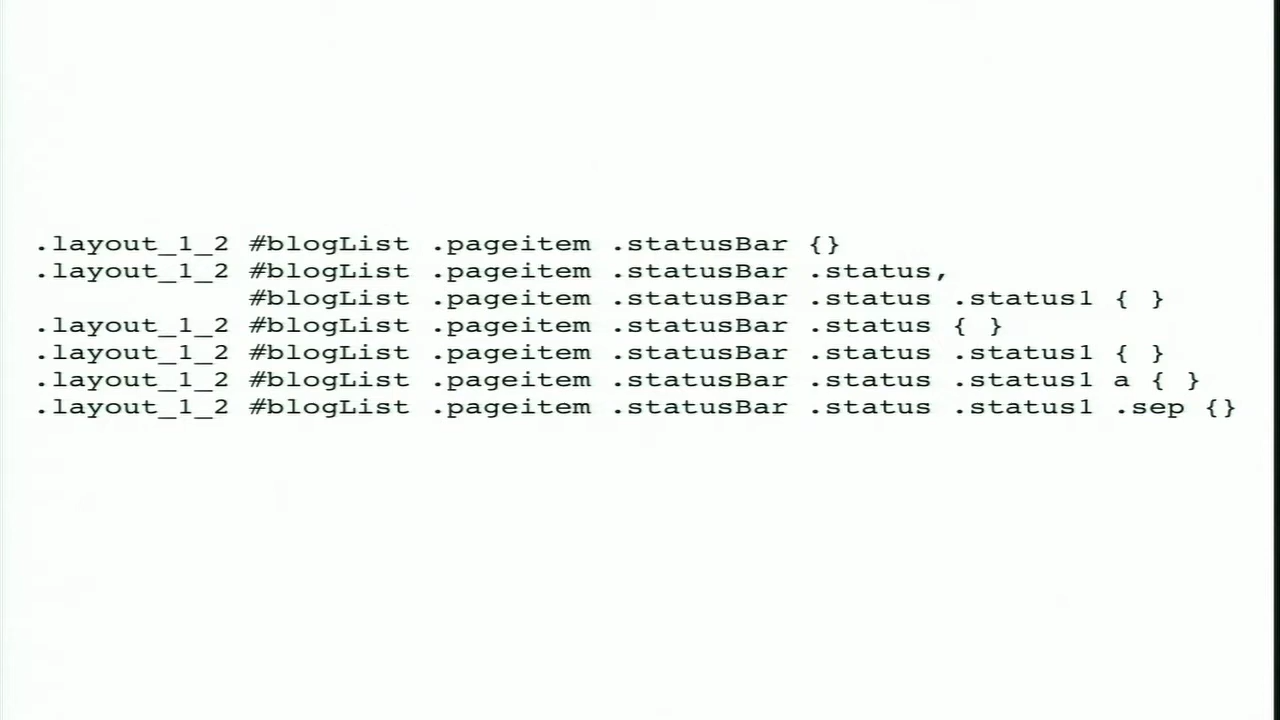 .layout_1_2 #blogList .pageitem .statusBar {}
.layout_1_2 #blogList .pageitem .statusBar .status,
#blogList .pageitem .statusBar .status .status1 { }
.layout_1_2 #blogList .pageitem .statusBar .status { }
.layout_1_2 #blogList .pageitem .statusBar .status .status1 { }
.layout_1_2 #blogList .pageitem .statusBar .status .status1 a { }
.layout_1_2 #blogList .pageitem .statusBar .status .status1 .sep {}